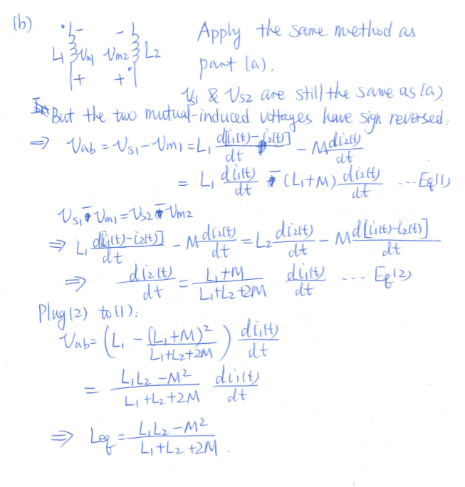 (b)
• - -
L1 Vm1 Vm2 L2
+ + •
Apply the same method as
part (a).
Vs1 & Vs2 are still the same as (a)
But the two mutual-induced voltages have sign reversed.
⇒ Vab = Vs1 - Vm1 = L1 d[i1(t)-i2(t)]/dt - M di2(t)/dt
= L1 di1(t)/dt - (L1+M) di2(t)/dt --- Eq(1)
Vs1 - Vm1 = Vs2 - Vm2
⇒ L1 d[i1(t)-i2(t)]/dt - M di2(t)/dt = L2 di2(t)/dt - M d[i1(t)-i2(t)]/dt
⇒ di2(t)/dt = (L1+M)/(L1+L2+2M) di1(t)/dt --- Eq(2)
Plug (2) to (1):
Vab = (L1 - (L1+M)²/(L1+L2+2M)) di1(t)/dt
= (L1L2-M²)/(L1+L2+2M) di1(t)/dt
⇒ Leq = (L1L2-M²)/(L1+L2+2M).